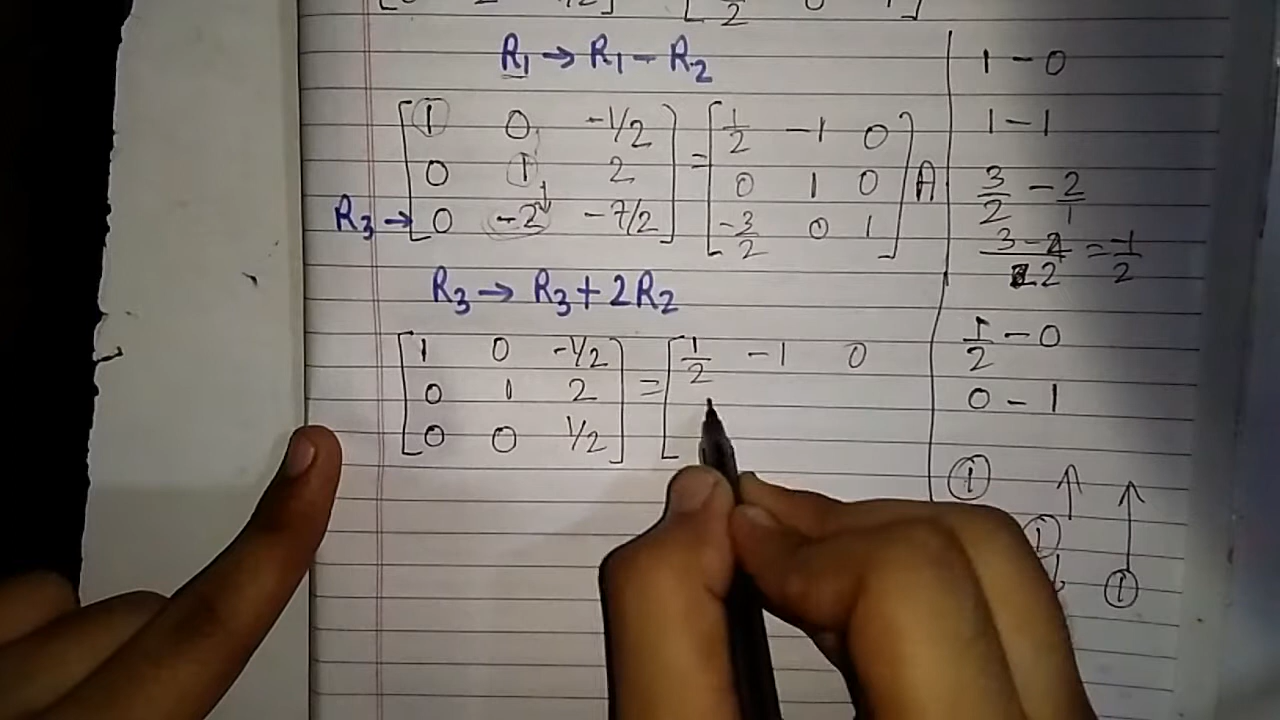 R1 → R1 - R2
[1 0 -1/2] = [1/2 -1 0]
[0 1 2] [0 1 0] A
R3 → [0 -2 -7/2] [-3/2 0 1]
R3 → R3 + 2R2
[1 0 -1/2] = [1/2 -1 0
[0 1 2]
[0 0 1/2]
1 - 0
1 - 1
3/2 - 2/1
= -1/2
1/2 - 0
0 - 1
1
1
1